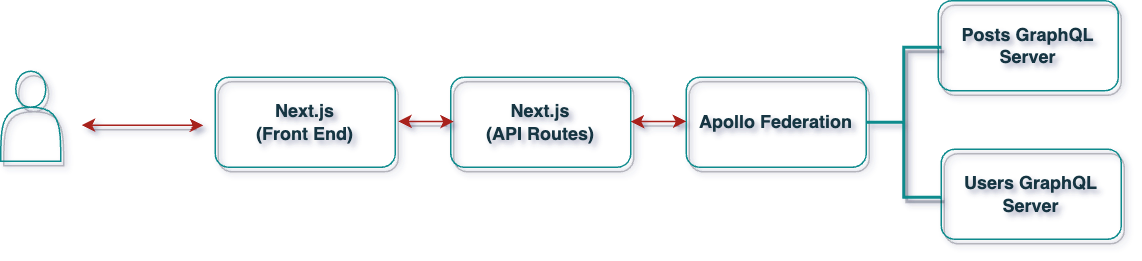 Next.js
(Front End)
Next.js
(API Routes)
Apollo Federation
Posts GraphQL
Server
Users GraphQL
Server